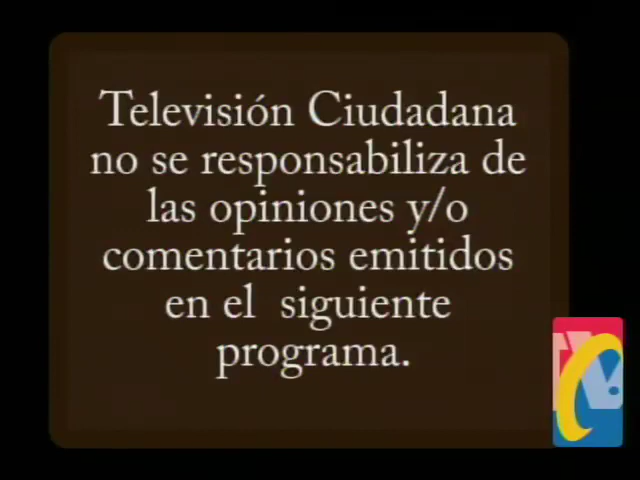 Televisión Ciudadana
no se responsabiliza de
las opiniones y/o
comentarios emitidos
en el siguiente
programa.